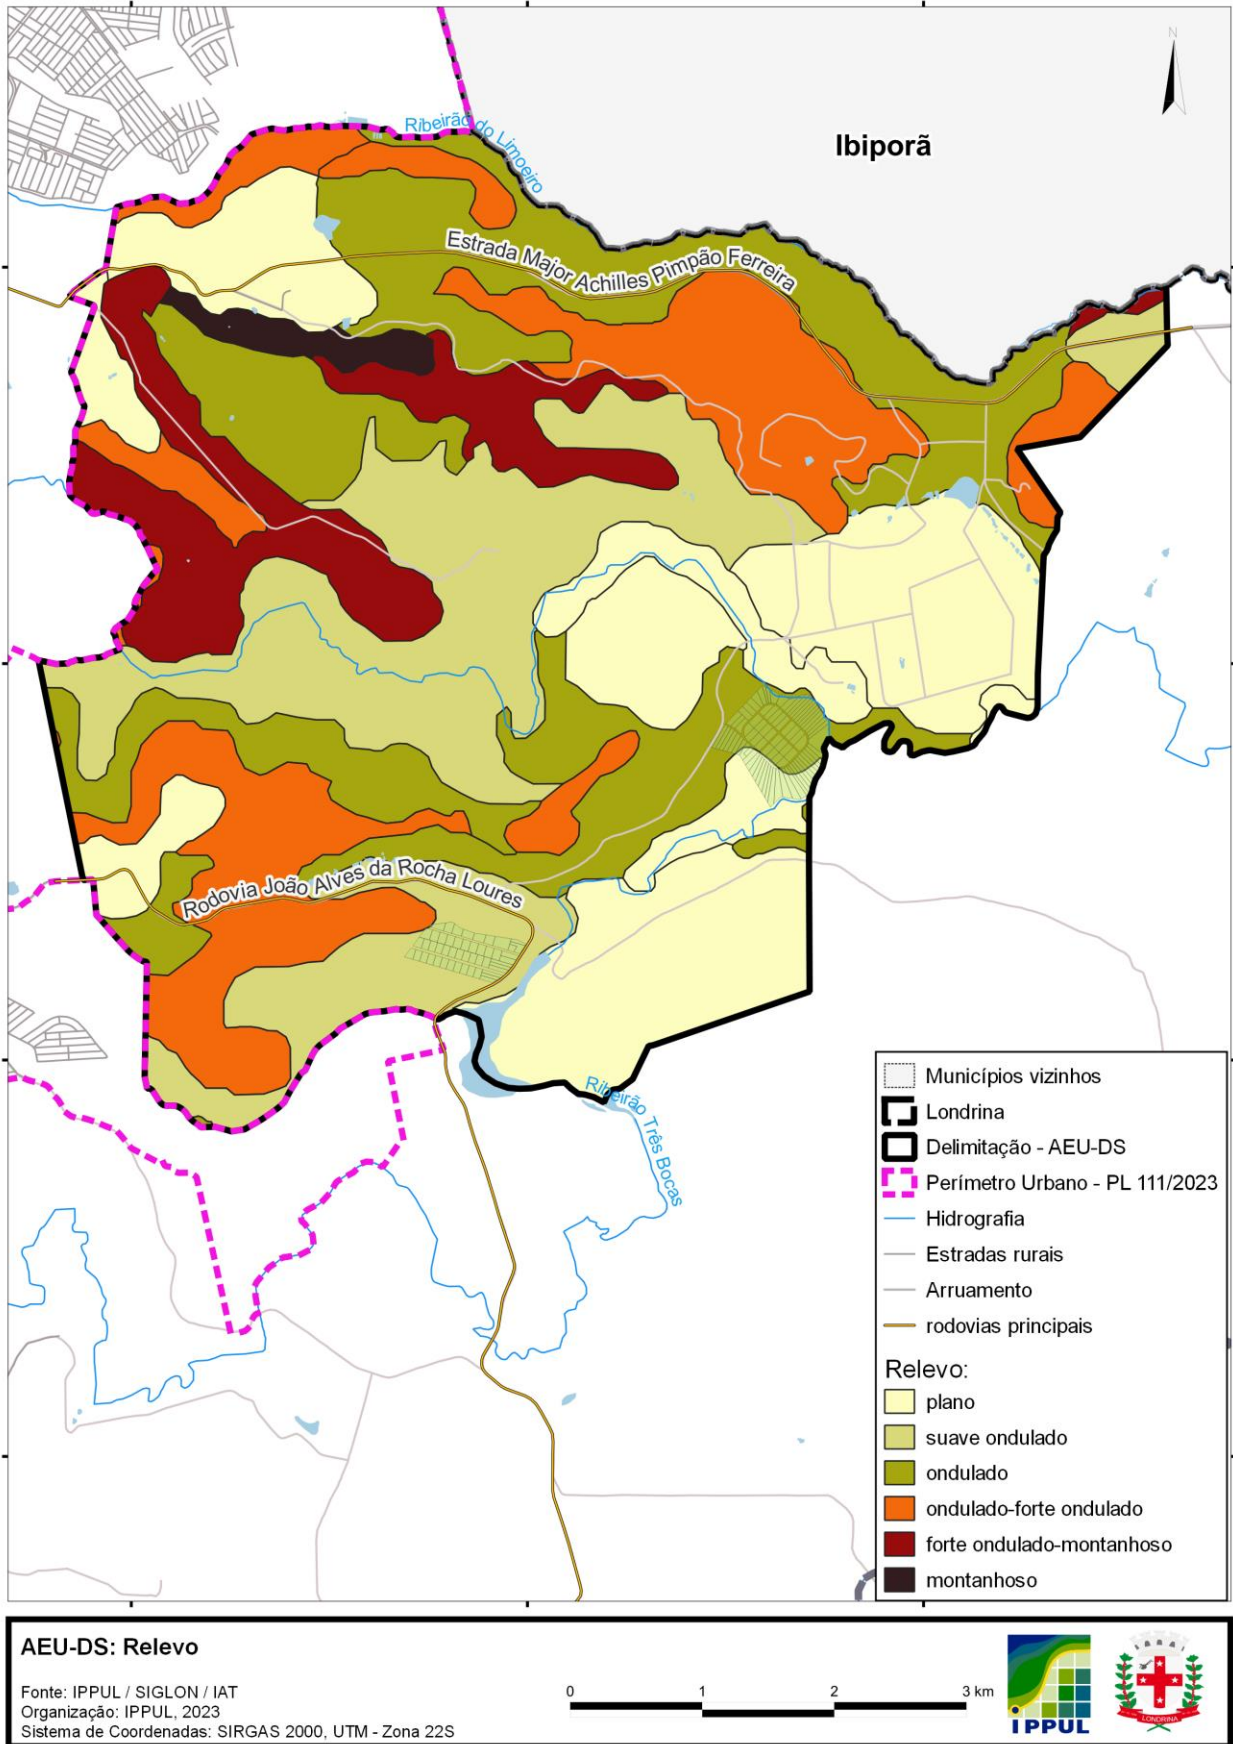 N
Ribeirão do Limoeiro
Ibiporã
Estrada Major Achilles Pimpão Ferreira
Rodovia João Alves da Rocha Loures
Ribeirão Três Bocas
Municípios vizinhos
Londrina
Delimitação - AEU-DS
Perímetro Urbano - PL 111/2023
Hidrografia
Estradas rurais
Arruamento
rodovias principais
Relevo:
plano
suave ondulado
ondulado
ondulado-forte ondulado
forte ondulado-montanhoso
montanhoso
AEU-DS: Relevo
Fonte: IPPUL / SIGLON / IAT
Organização: IPPUL, 2023
Sistema de Coordenadas: SIRGAS 2000, UTM - Zona 22S
0 1 2 3 km
IPPUL
LONDRINA